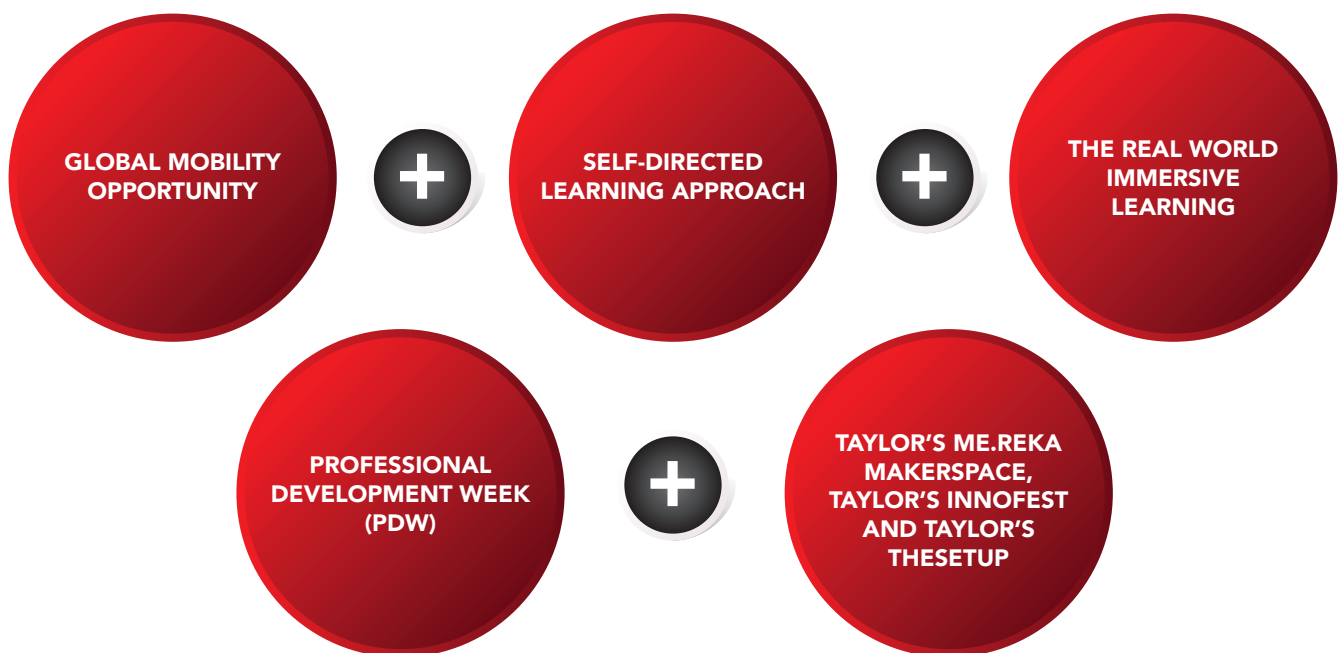 GLOBAL MOBILITY
OPPORTUNITY
+
SELF-DIRECTED
LEARNING APPROACH
+
THE REAL WORLD
IMMERSIVE
LEARNING
PROFESSIONAL
DEVELOPMENT WEEK
(PDW)
+
TAYLOR'S ME.REKA
MAKERSPACE,
TAYLOR'S INNOFEST
AND TAYLOR'S
THESETUP